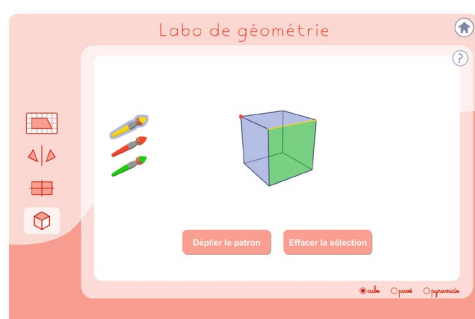 Labo de géométrie
?
Déplier le patron Effacer la sélection
cube pavé pyramide